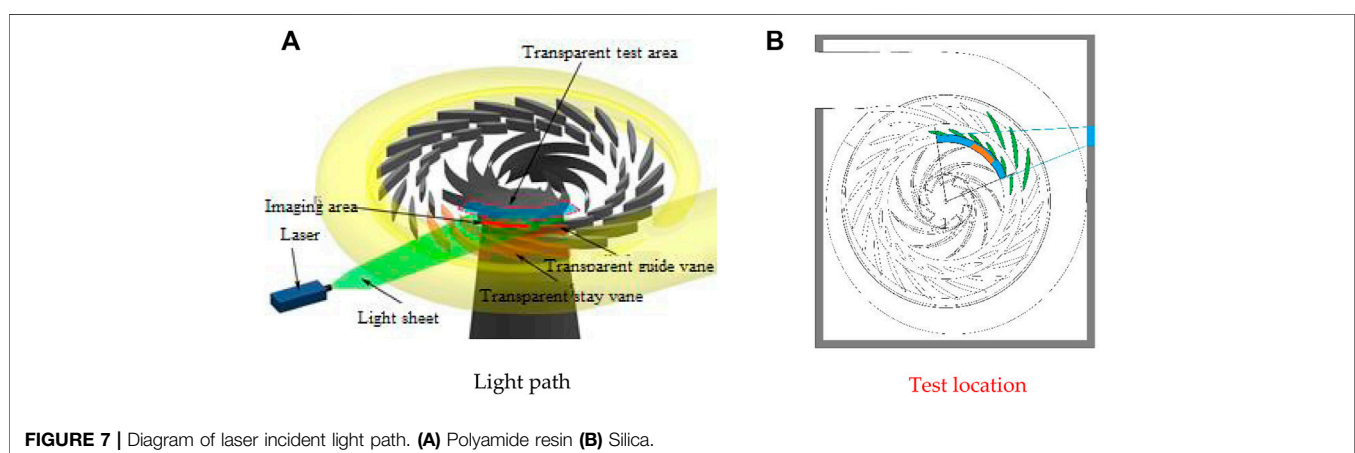 A
Transparent test area
Imaging area
Laser
Transparent guide vane
Transparent stay vane
Light sheet
Light path
B
Test location
FIGURE 7 | Diagram of laser incident light path. (A) Polyamide resin (B) Silica.